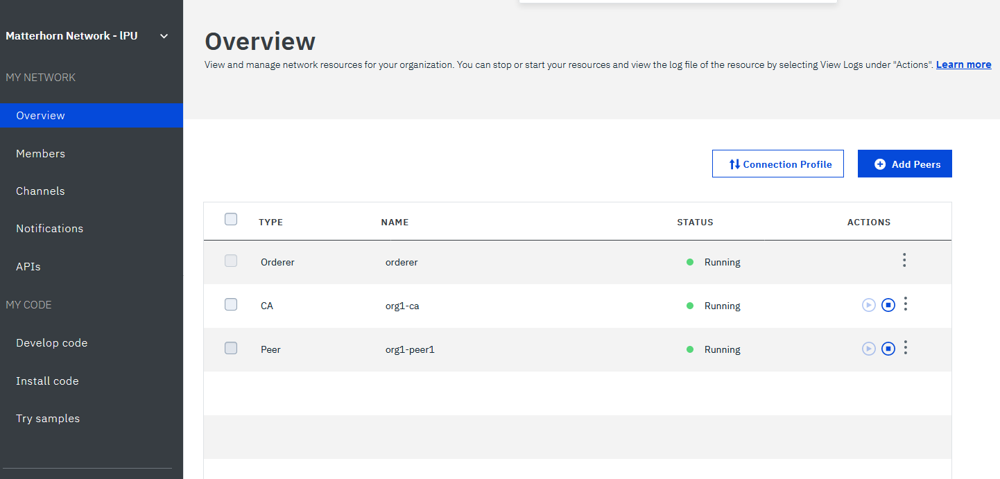 Matterhorn Network - lPU
MY NETWORK
Overview
Members
Channels
Notifications
APIs
MY CODE
Develop code
Install code
Try samples
Overview
View and manage network resources for your organization. You can stop or start your resources and view the log file of the resource by selecting View Logs under "Actions". Learn more
Connection Profile
Add Peers
TYPE NAME STATUS ACTIONS
Orderer orderer Running
CA org1-ca Running
Peer org1-peer1 Running